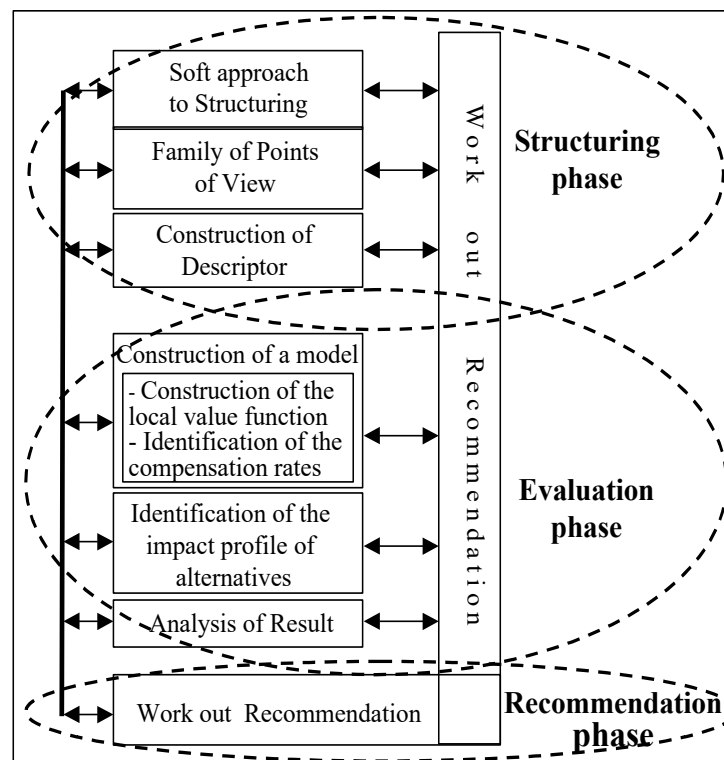 Soft approach
to Structuring
Family of Points
of View
Construction of
Descriptor
Structuring
phase
Construction of a model
- Construction of the
local value function
- Identification of the
compensation rates
Identification of the
impact profile of
alternatives
Analysis of Result
Evaluation
phase
Work out Recommendation
Work out Recommendation
Recommendation
phase